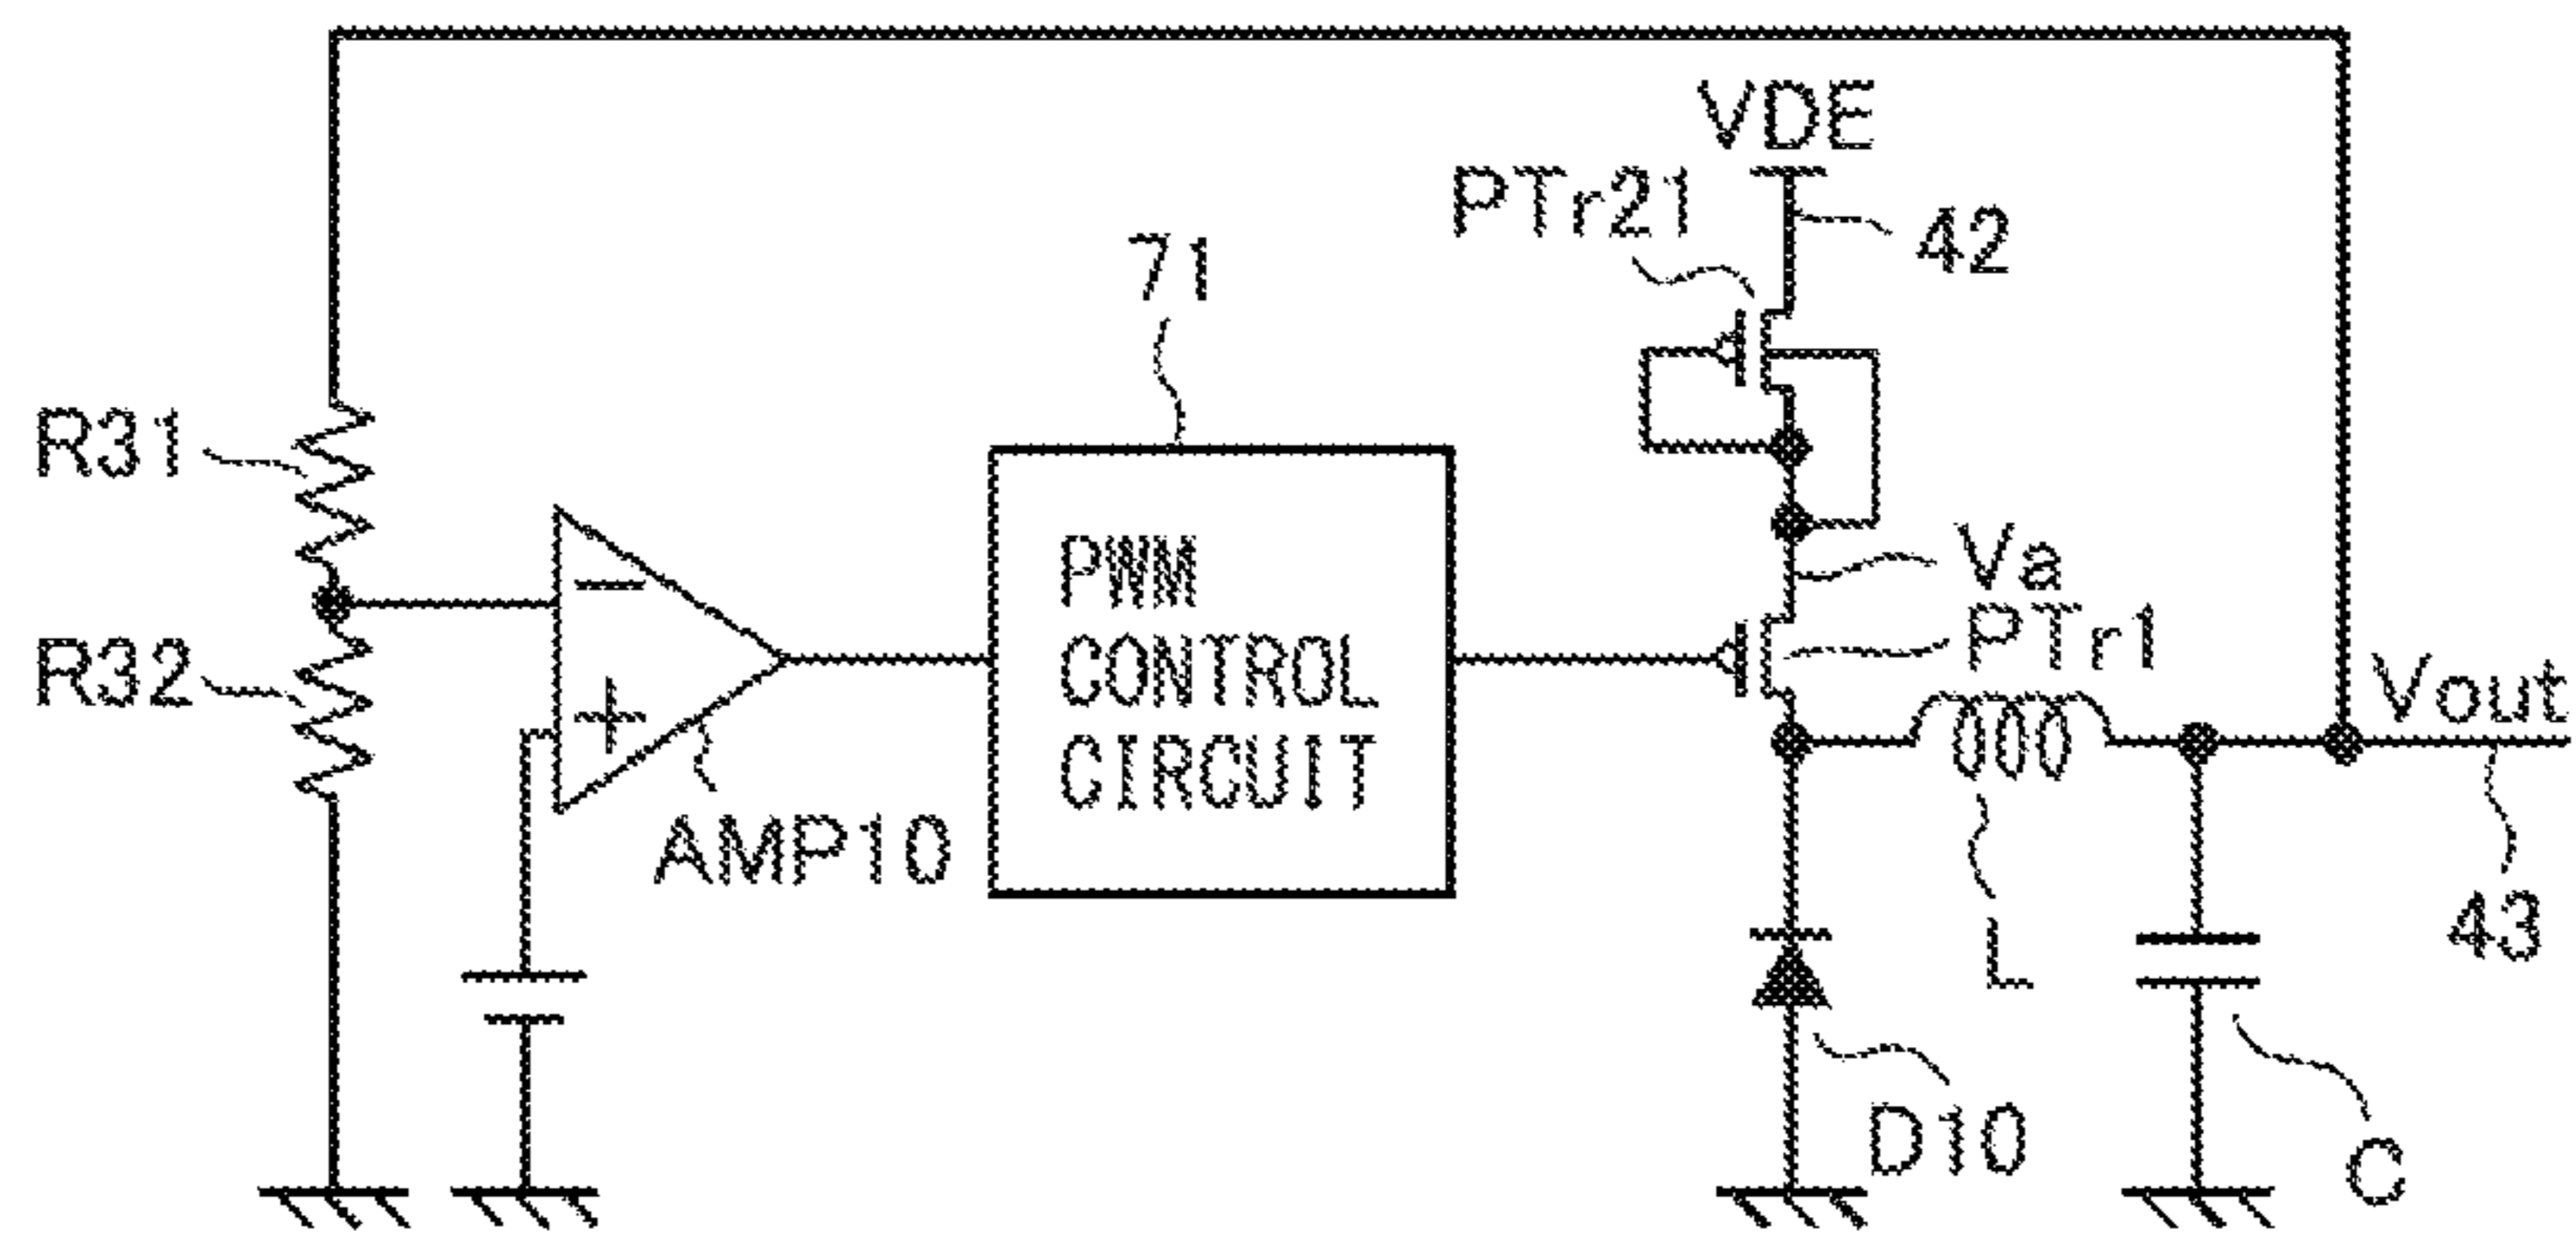 VDE
PTr21
42
71
R31
Va
PWM
CONTROL
CIRCUIT
PTr1
R32
Vout
AMP10
L
43
D10
C